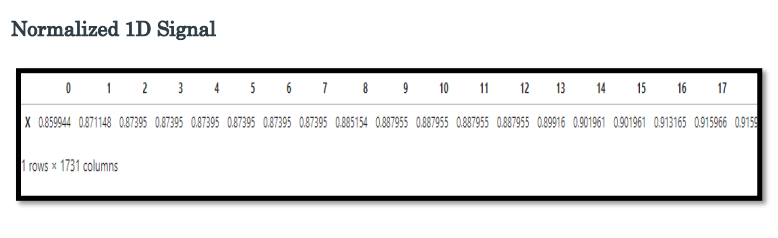 Normalized 1D Signal
0 1 2 3 4 5 6 7 8 9 10 11 12 13 14 15 16 17
X 0.859944 0.871148 0.87395 0.87395 0.87395 0.87395 0.87395 0.87395 0.885154 0.887955 0.887955 0.887955 0.887955 0.89916 0.901961 0.901961 0.913165 0.915966 0.9159
1 rows × 1731 columns